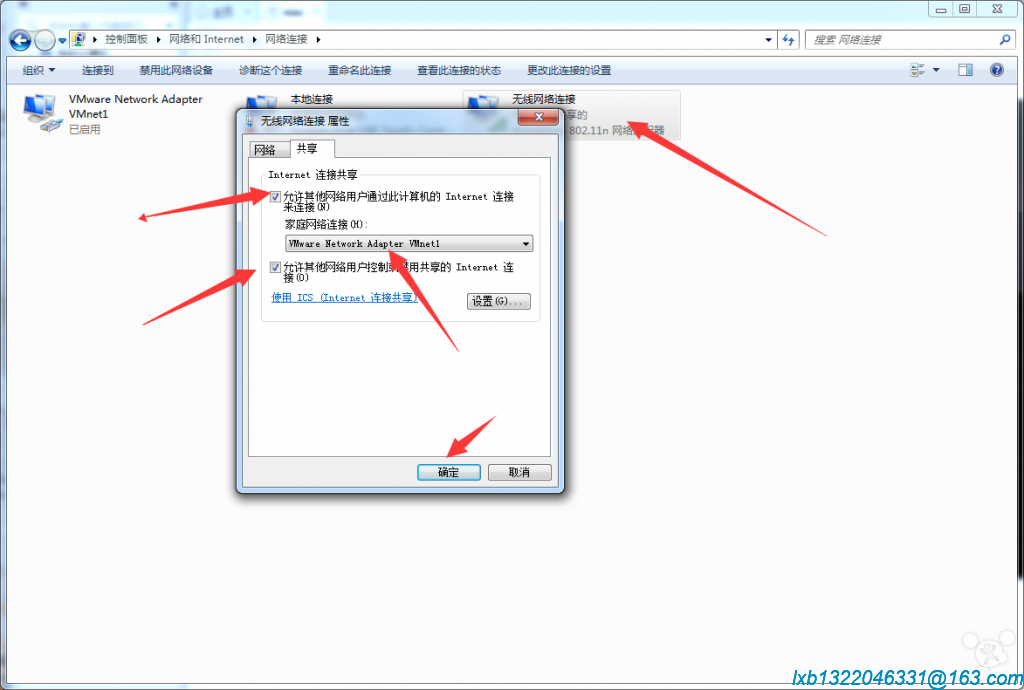 控制面板 网络和 Internet 网络连接
搜索 网络连接
组织 连接到 禁用此网络设备 诊断这个连接 重命名此连接 查看此连接的状态 更改此连接的设置
VMware Network Adapter
VMnet1
已启用
本地连接
无线网络连接
享的
802.11n 网络
无线网络连接 属性
网络 共享
Internet 连接共享
允许其他网络用户通过此计算机的 Internet 连接
来连接(N)
家庭网络连接(H):
VMware Network Adapter VMnet1
允许其他网络用户控制或禁用共享的 Internet 连
接(O)
使用 ICS (Internet 连接共享)
设置(G)...
确定 取消
lxb1322046331@163.com